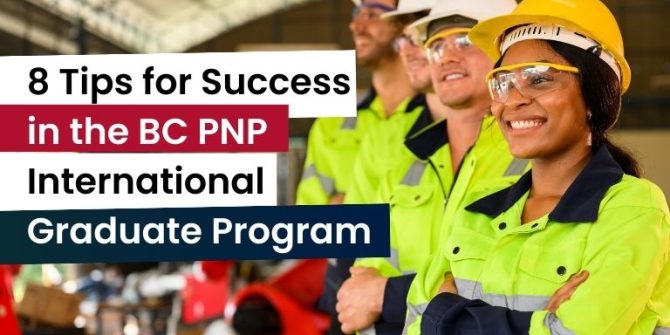 8 Tips for Success
in the BC PNP
International
Graduate Program